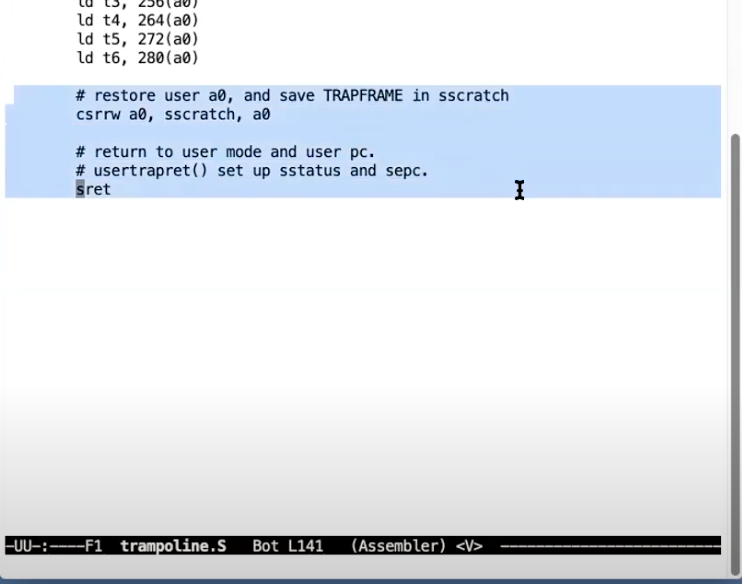 ld t3, 256(a0)
ld t4, 264(a0)
ld t5, 272(a0)
ld t6, 280(a0)
# restore user a0, and save TRAPFRAME in sscratch
csrrw a0, sscratch, a0
# return to user mode and user pc.
# usertrapret() set up sstatus and sepc.
sret
-UU-:----F1 trampoline.S Bot L141 (Assembler) <V> --------------------------